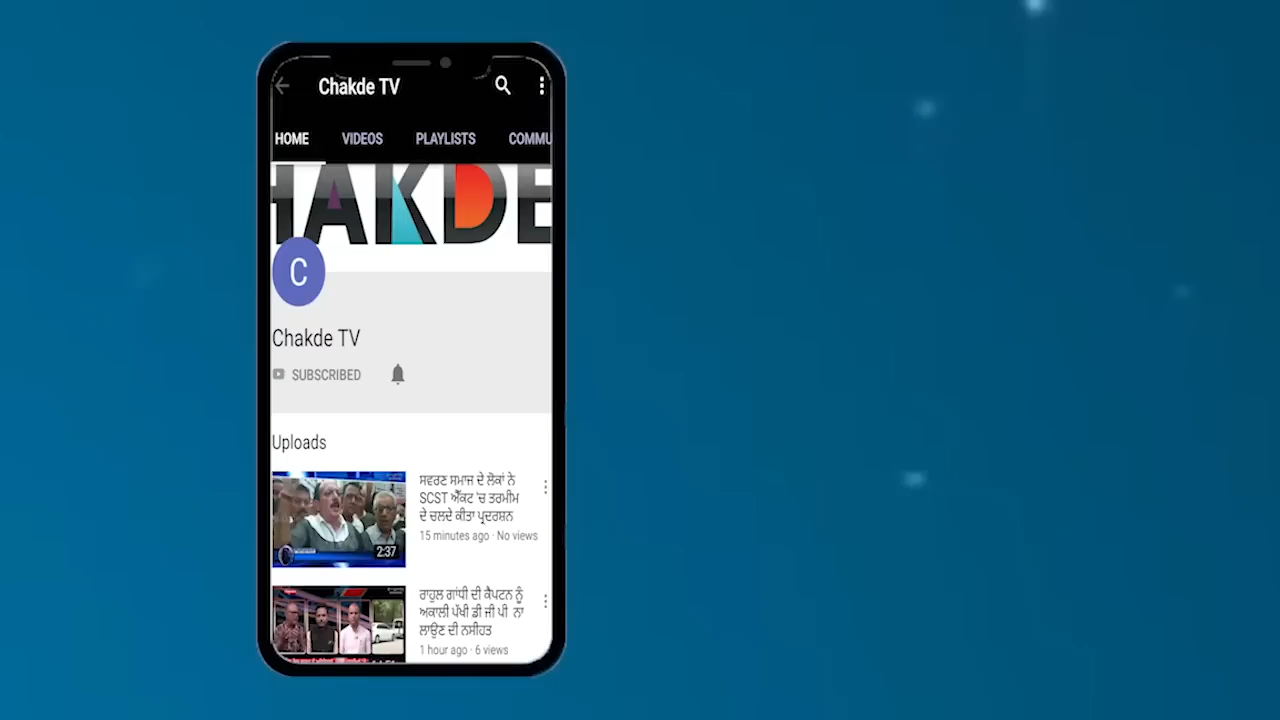 Chakde TV
HOME VIDEOS PLAYLISTS COMMU
HAKDE
C
Chakde TV
SUBSCRIBED
Uploads
ਸਵਰਣ ਸਮਾਜ ਦੇ ਲੋਕਾਂ ਨੇ
SCST ਐੱਕਟ 'ਚ ਤਰਮੀਮ
ਦੇ ਚਲਦੇ ਕੀਤਾ ਪ੍ਰਦਰਸ਼ਨ
15 minutes ago · No views
2:37
ਰਾਹੁਲ ਗਾਂਧੀ ਦੀ ਕੈਪਟਨ ਨੂੰ
ਅਕਾਲੀ ਪੱਖੀ ਡੀ ਜੀ ਪੀ ਨਾ
ਲਾਉਣ ਦੀ ਨਸੀਹਤ
1 hour ago · 6 views